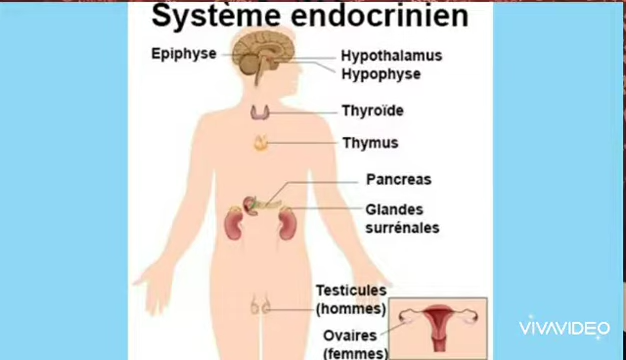 Système endocrinien
Epiphyse
Hypothalamus
Hypophyse
Thyroïde
Thymus
Pancreas
Glandes
surrénales
Testicules
(hommes)
Ovaires
(femmes)
VIVAVIDEO